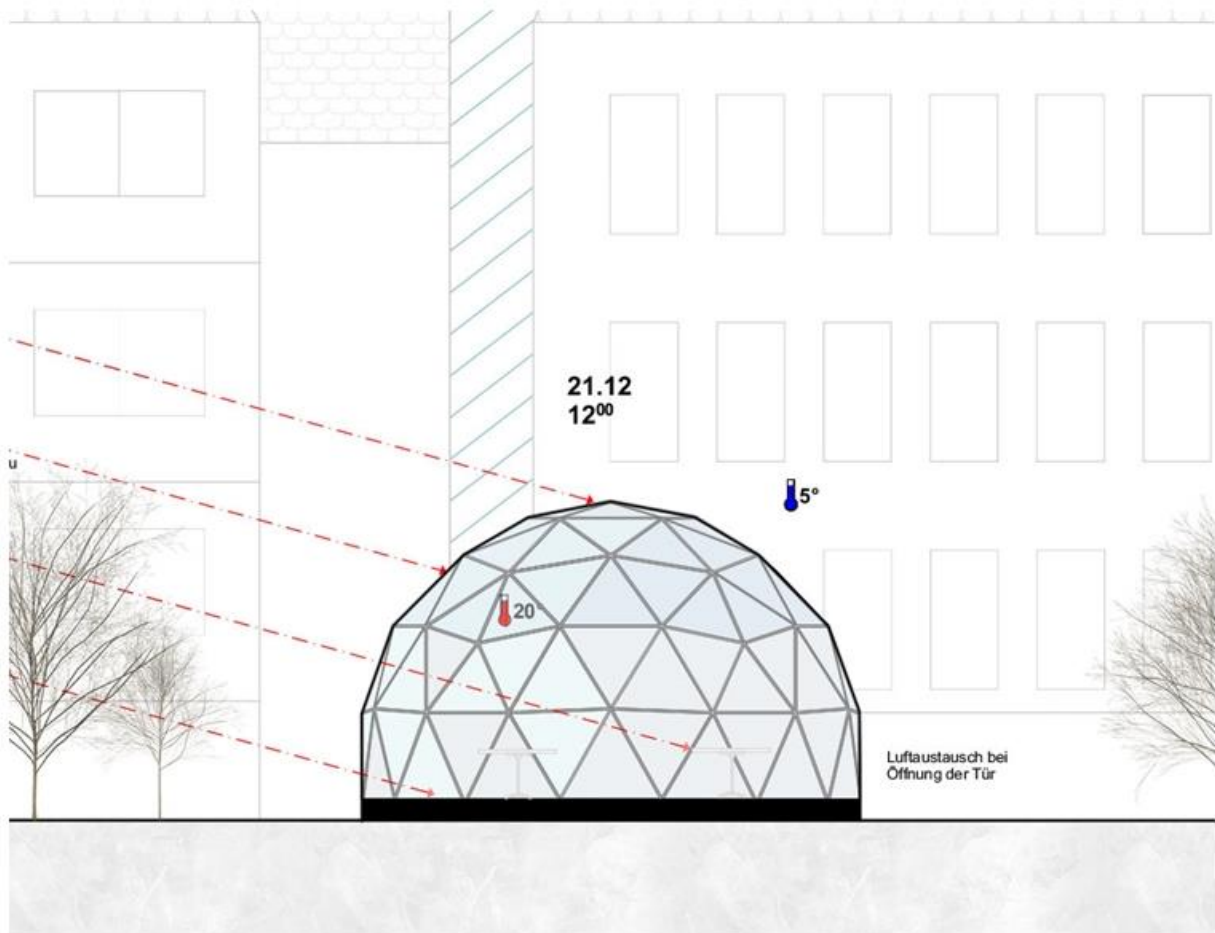 21.12
12⁰⁰
5°
u
20°
Luftaustausch bei
Öffnung der Tür